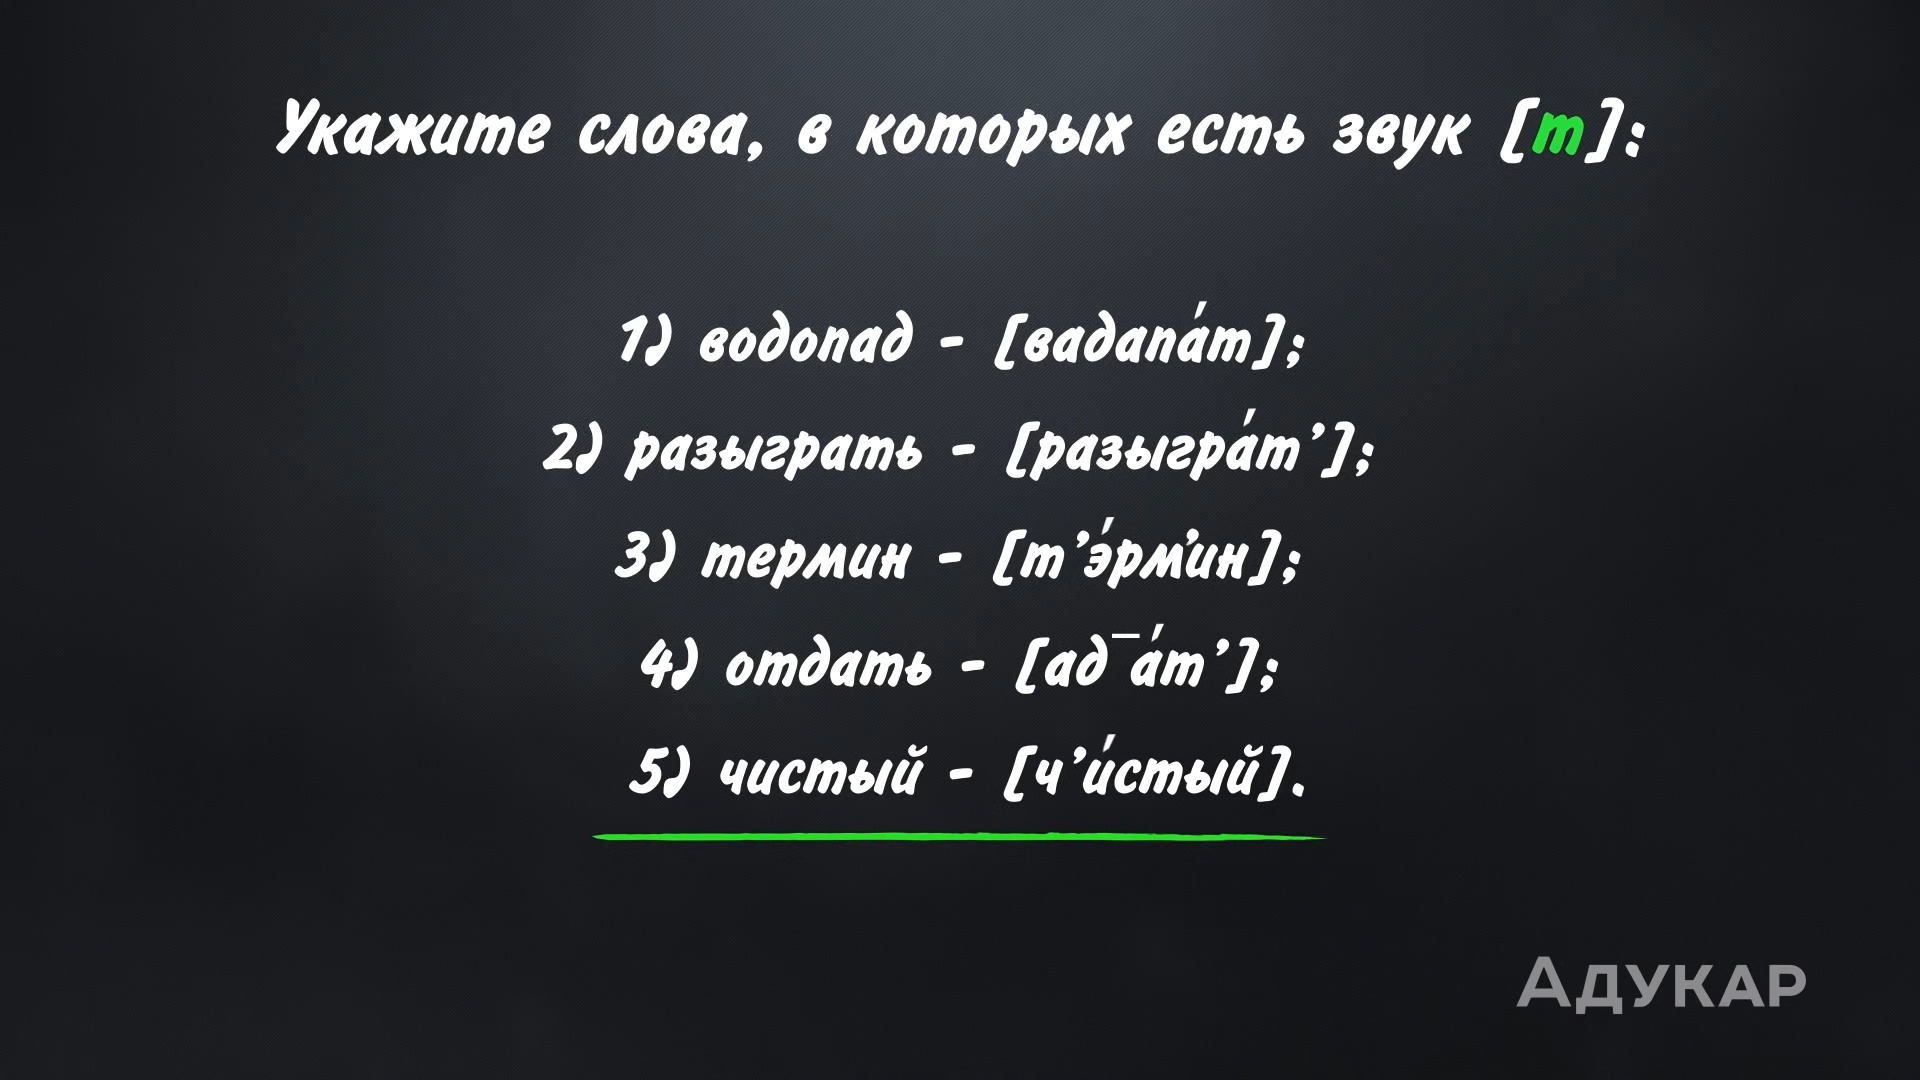 Укажите слова, в которых есть звук [т]:
1) водопад - [вадапа́т];
2) разыграть - [разыгра́т’];
3) термин - [т’э́рм’ин];
4) отдать - [ад¯а́т’];
5) чистый - [ч’и́стый].
АДУКАР